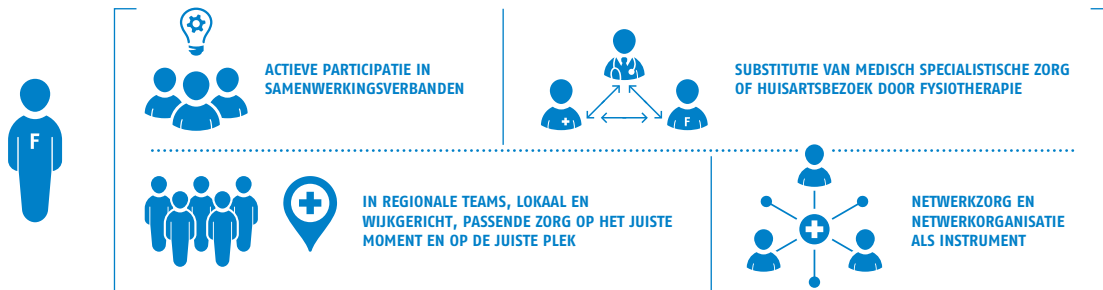 F
ACTIEVE PARTICIPATIE IN
SAMENWERKINGSVERBANDEN
F
SUBSTITUTIE VAN MEDISCH SPECIALISTISCHE ZORG
OF HUISARTSBEZOEK DOOR FYSIOTHERAPIE
IN REGIONALE TEAMS, LOKAAL EN
WIJKGERICHT, PASSENDE ZORG OP HET JUISTE
MOMENT EN OP DE JUISTE PLEK
NETWERKZORG EN
NETWERKORGANISATIE
ALS INSTRUMENT